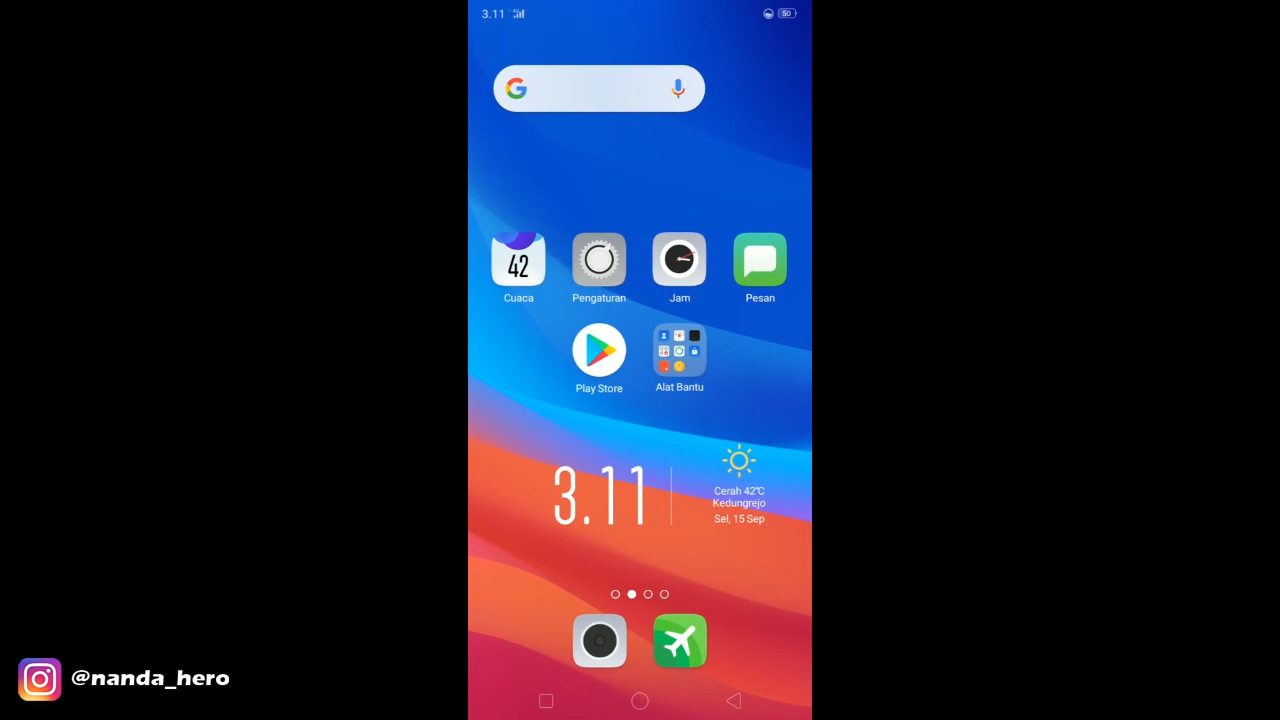 3.11
50
42
Cuaca
Pengaturan
Jam
Pesan
Play Store
Alat Bantu
3.11
Cerah 42°C
Kedungrejo
Sel, 15 Sep
@nanda_hero